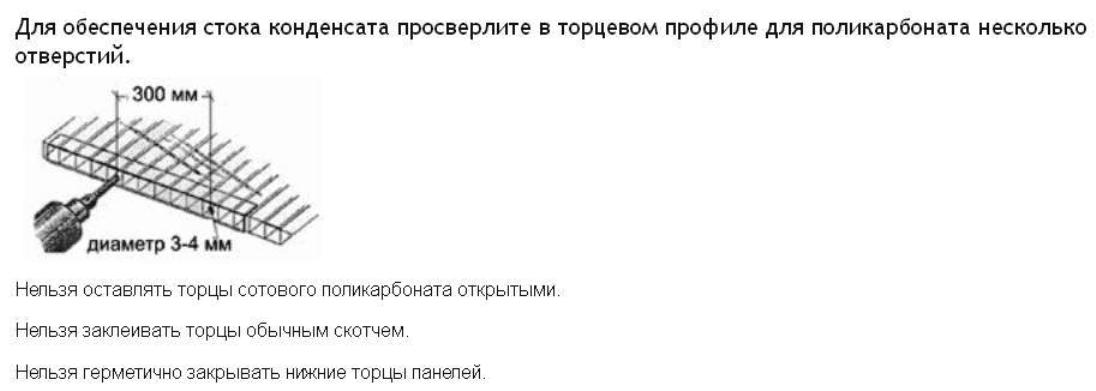 Для обеспечения стока конденсата просверлите в торцевом профиле для поликарбоната несколько
отверстий.
300 мм
диаметр 3-4 мм
Нельзя оставлять торцы сотового поликарбоната открытыми.
Нельзя заклеивать торцы обычным скотчем.
Нельзя герметично закрывать нижние торцы панелей.